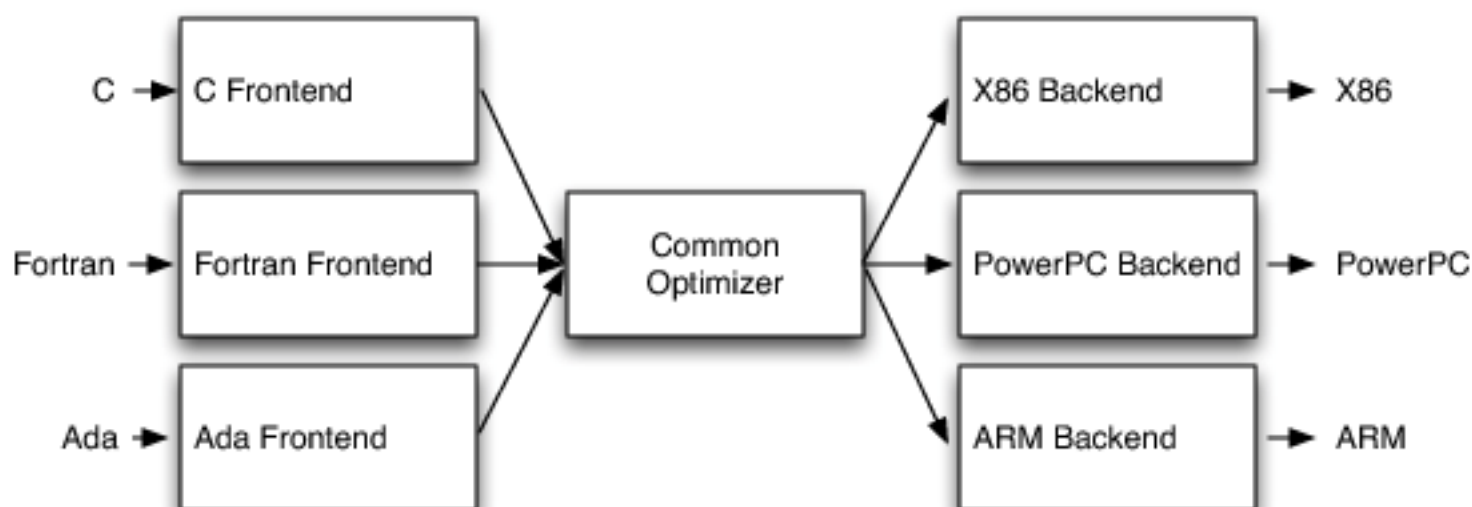 C
C Frontend
X86 Backend
X86
Fortran
Fortran Frontend
Common
Optimizer
PowerPC Backend
PowerPC
Ada
Ada Frontend
ARM Backend
ARM